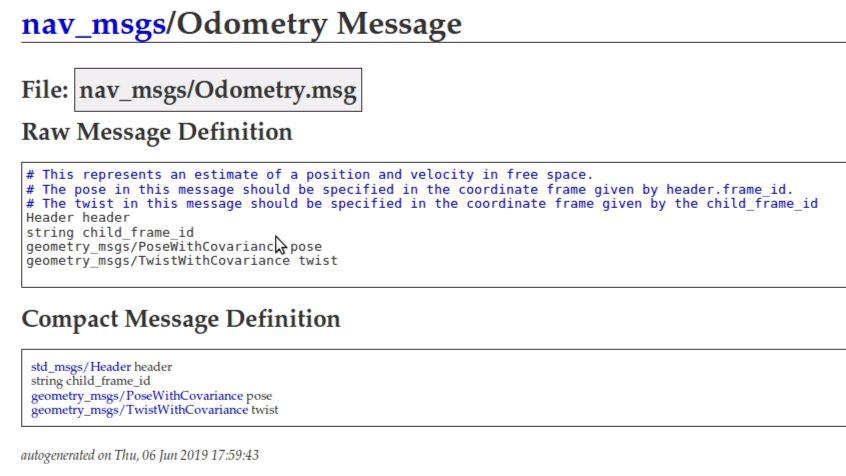 nav_msgs/Odometry Message
File: nav_msgs/Odometry.msg
Raw Message Definition
# This represents an estimate of a position and velocity in free space.
# The pose in this message should be specified in the coordinate frame given by header.frame_id.
# The twist in this message should be specified in the coordinate frame given by the child_frame_id
Header header
string child_frame_id
geometry_msgs/PoseWithCovariance pose
geometry_msgs/TwistWithCovariance twist
Compact Message Definition
std_msgs/Header header
string child_frame_id
geometry_msgs/PoseWithCovariance pose
geometry_msgs/TwistWithCovariance twist
autogenerated on Thu, 06 Jun 2019 17:59:43